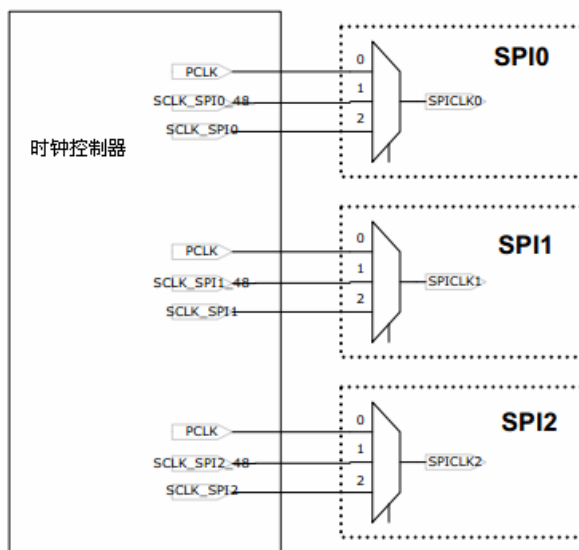 时钟控制器
SPI0
PCLK
0
SCLK_SPI0_48
1
SCLK_SPI0
2
SPICLK0
SPI1
PCLK
0
SCLK_SPI1_48
1
SCLK_SPI1
2
SPICLK1
SPI2
PCLK
0
SCLK_SPI2_48
1
SCLK_SPI2
2
SPICLK2